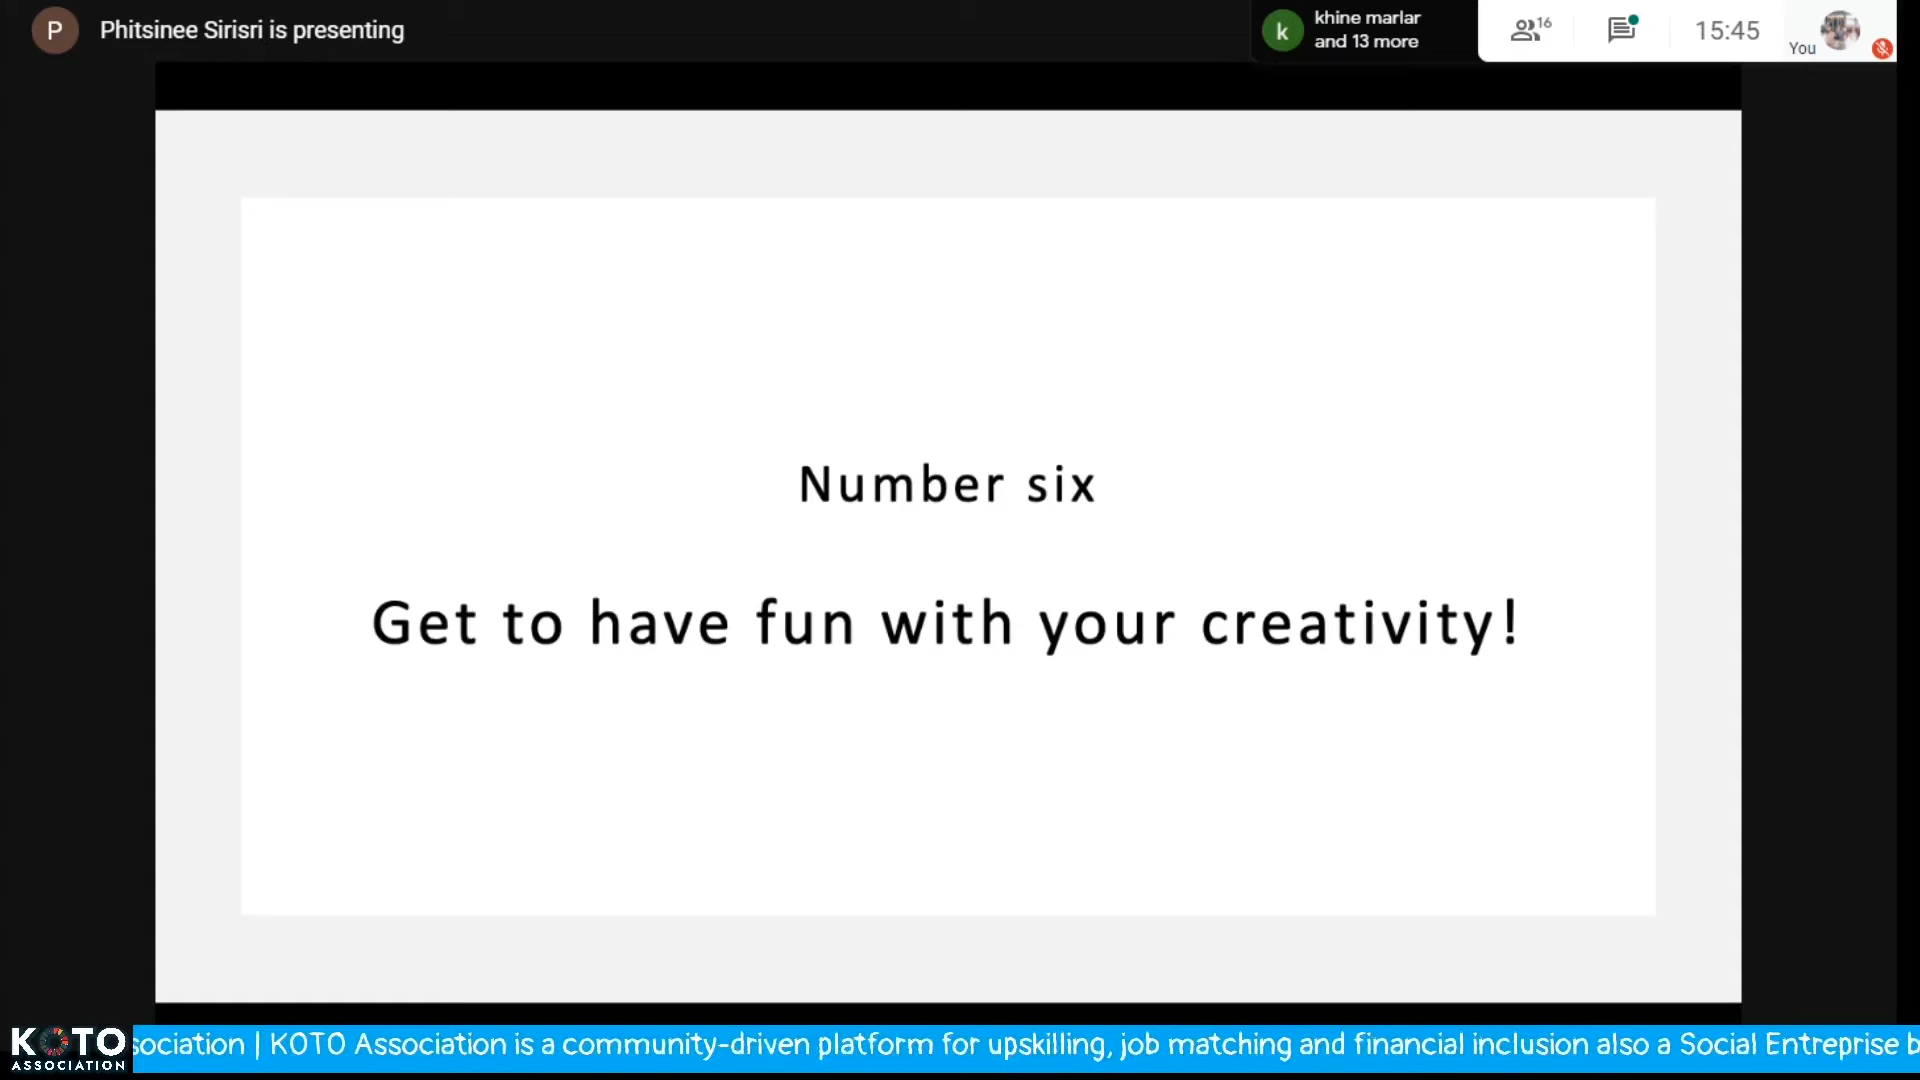 P
Phitsinee Sirisri is presenting
k
khine marlar
and 13 more
16
15:45
You
Number six
Get to have fun with your creativity!
KOTO
ASSOCIATION
sociation | KOTO Association is a community-driven platform for upskilling, job matching and financial inclusion also a Social Entreprise b